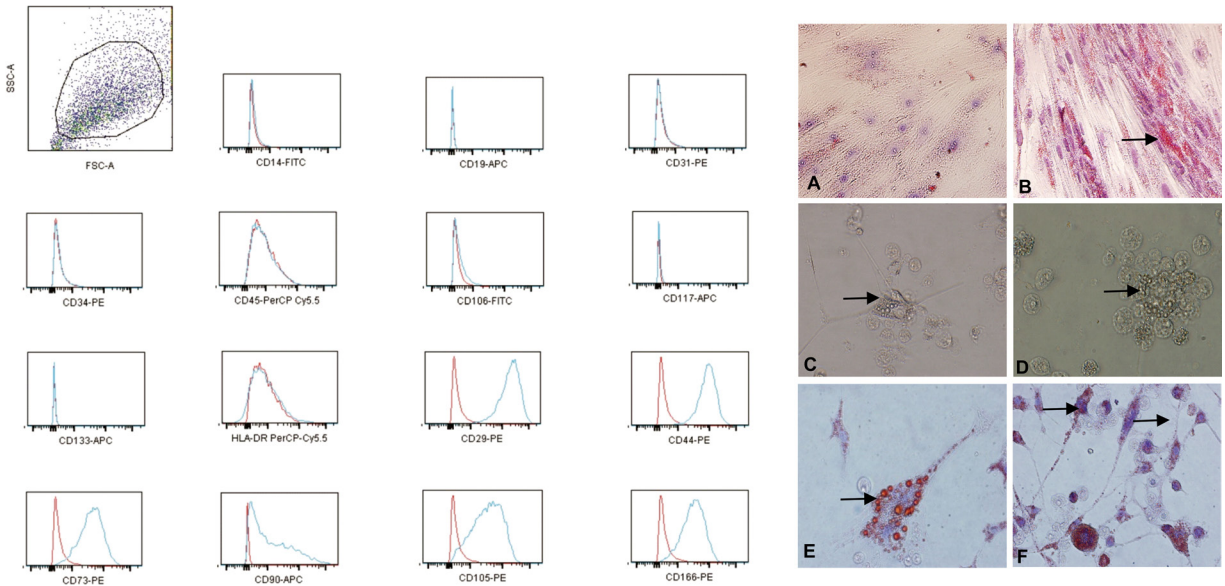 SSC-A
FSC-A
CD14-FITC
CD19-APC
CD31-PE
CD34-PE
CD45-PerCP Cy5.5
CD106-FITC
CD117-APC
CD133-APC
HLA-DR PerCP-Cy5.5
CD29-PE
CD44-PE
CD73-PE
CD90-APC
CD105-PE
CD166-PE
A
B
C
D
E
F